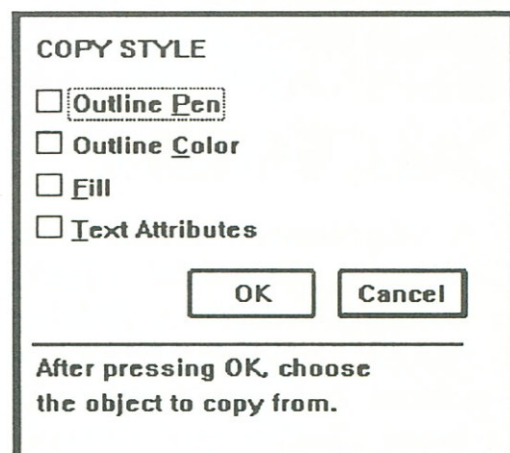 COPY STYLE
Outline Pen
Outline Color
Fill
Text Attributes
OK Cancel
After pressing OK, choose
the object to copy from.